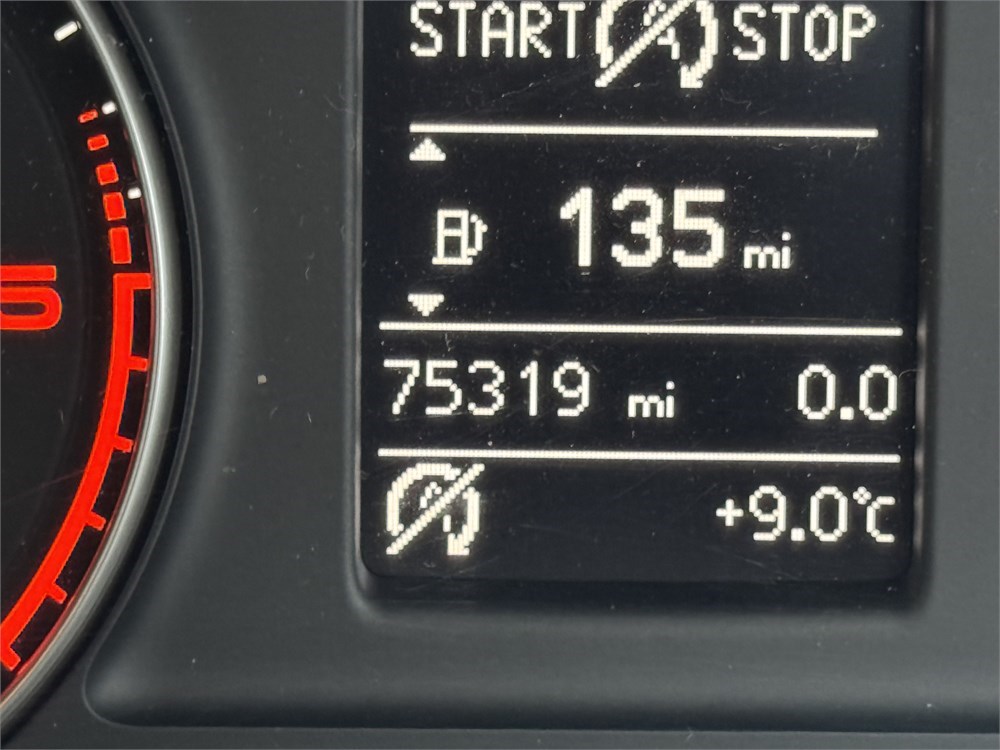 START A STOP
135 mi
75319 mi 0.0
A +9.0°C